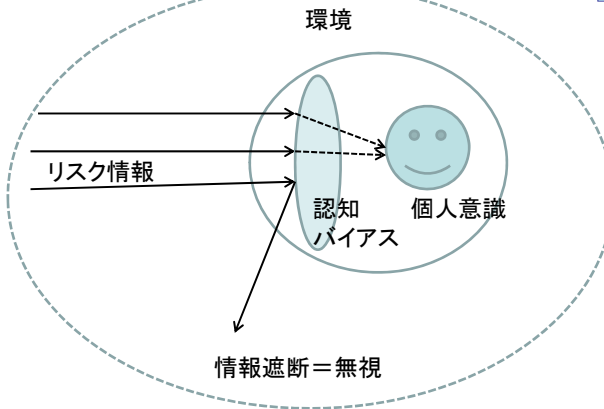 環境
リスク情報
認知
バイアス
個人意識
情報遮断＝無視